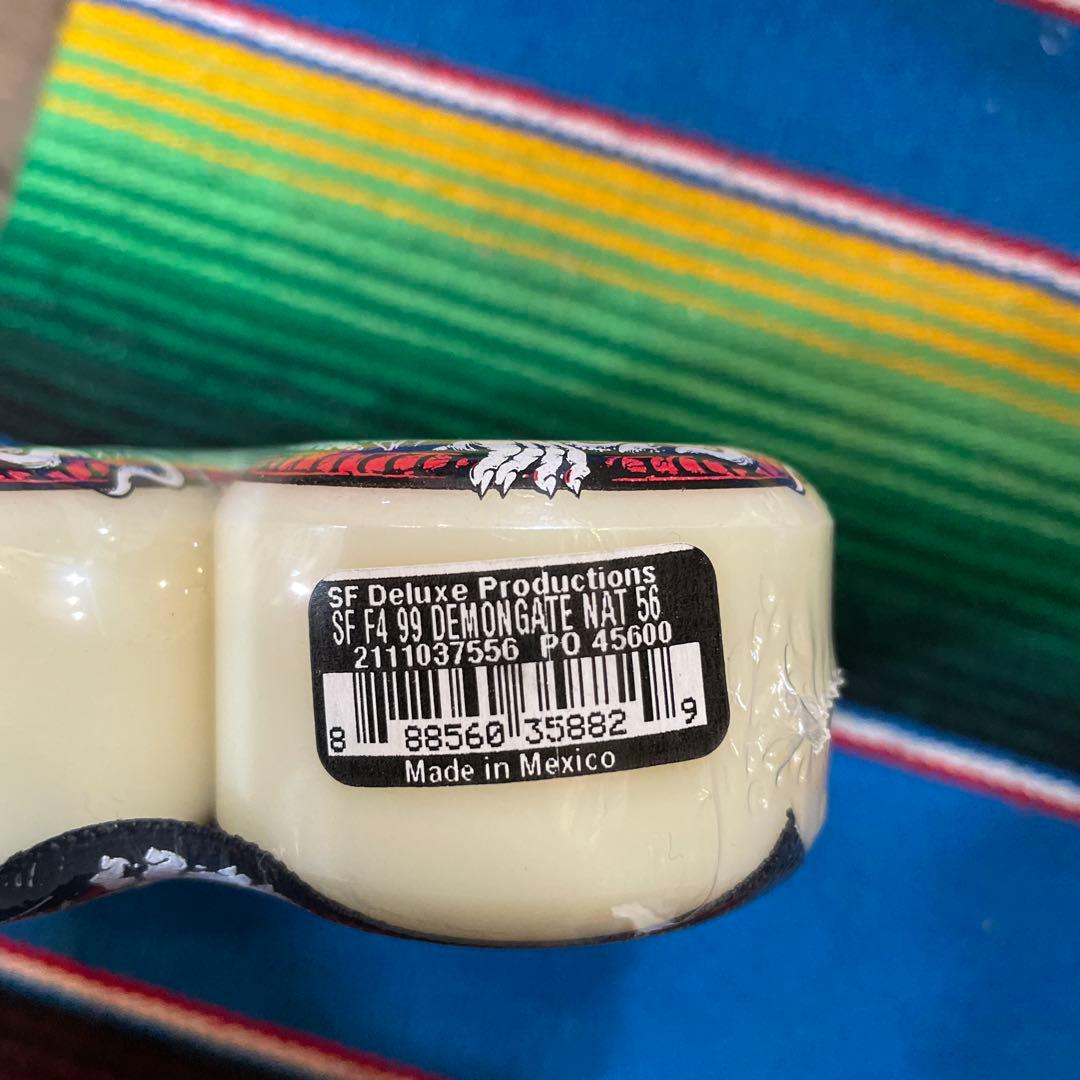 SF Deluxe Productions
SF F4 99 DEMONGATE NAT 56
2111037556 PO 45600
8 88560 35882 9
Made in Mexico